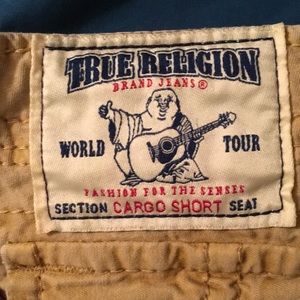 TRUE RELIGION
BRAND JEANS®
WORLD TOUR
FASHION FOR THE SENSES
SECTION CARGO SHORT SEAT